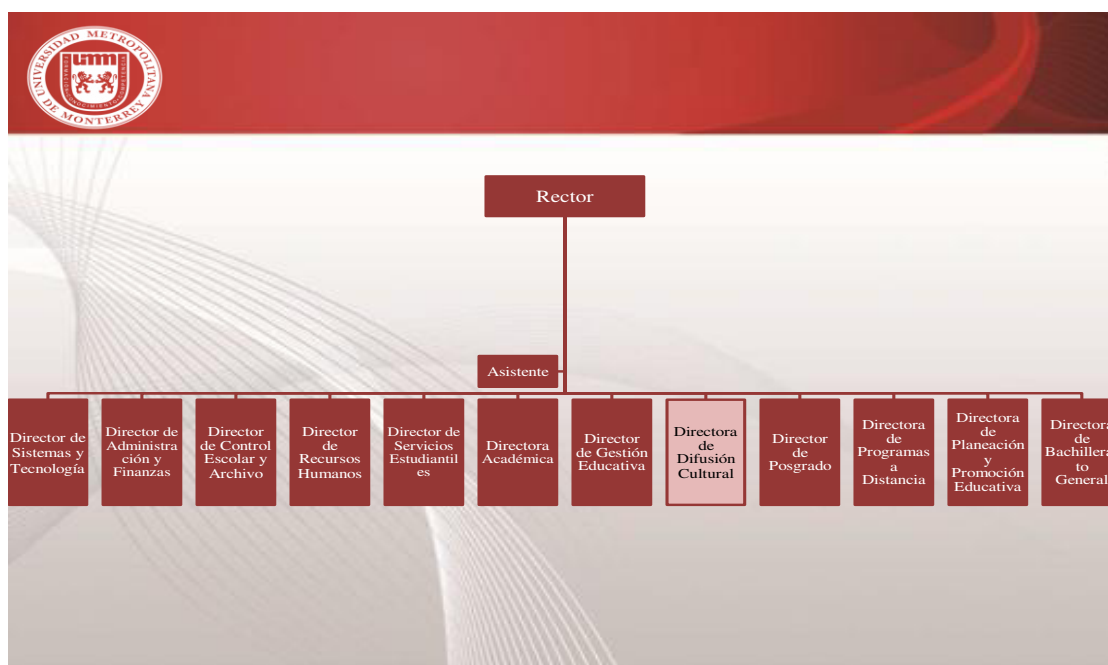 UNIVERSIDAD METROPOLITANA
DE MONTERREY
umm
Rector
Asistente
Director de
Sistemas y
Tecnología
Director de
Administra
ción y
Finanzas
Director
de Control
Escolar y
Archivo
Director
de
Recursos
Humanos
Director de
Servicios
Estudiantil
es
Directora
Académica
Director
de Gestión
Educativa
Directora
de
Difusión
Cultural
Director
de
Posgrado
Directora
de
Programas
a
Distancia
Directora
de
Planeación
y
Promoción
Educativa
Directora
de
Bachillera
to
General